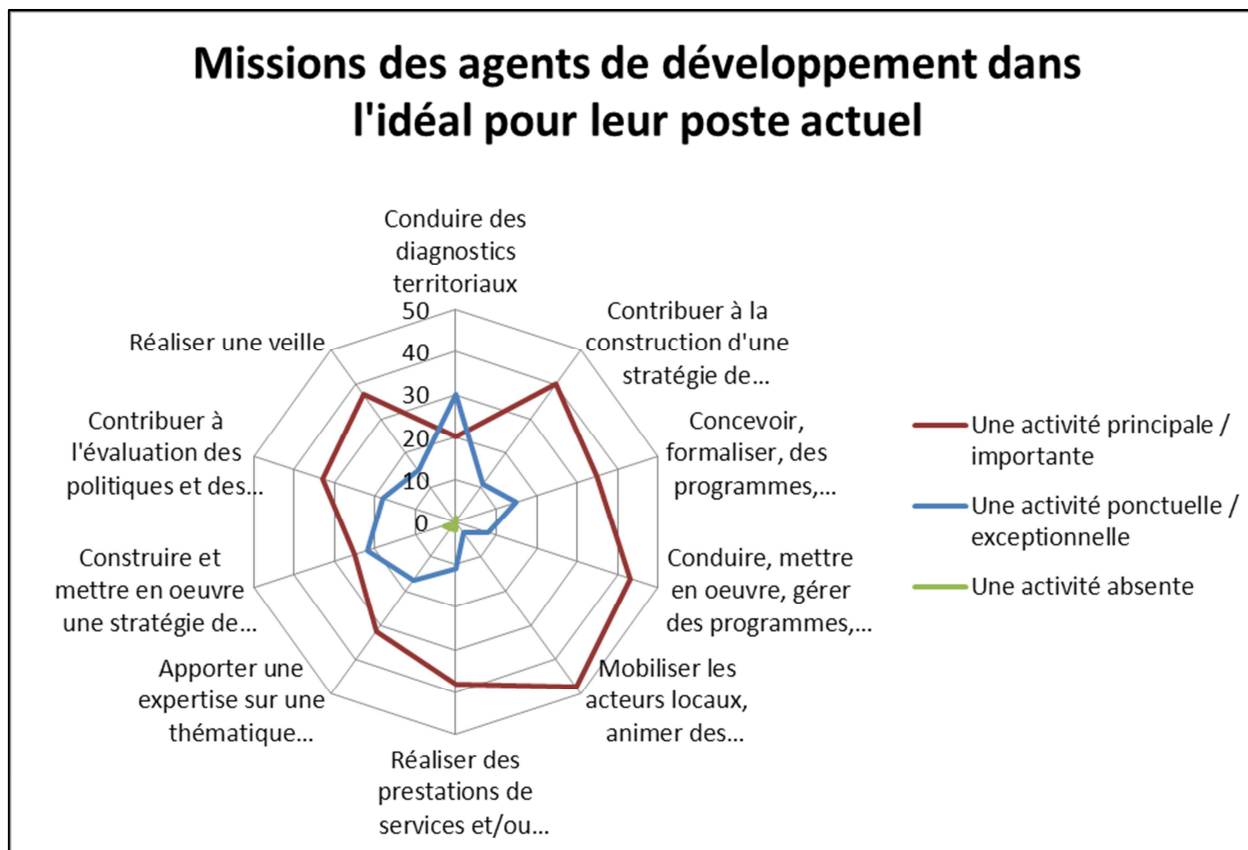 Missions des agents de développement dans
l'idéal pour leur poste actuel
Conduire des
diagnostics
territoriaux
50
40
30
20
10
0
Contribuer à la
construction d'une
stratégie de...
Concevoir,
formaliser, des
programmes,...
Conduire, mettre
en oeuvre, gérer
des programmes,...
Mobiliser les
acteurs locaux,
animer des...
Réaliser des
prestations de
services et/ou...
Apporter une
expertise sur une
thématique...
Construire et
mettre en oeuvre
une stratégie de...
Contribuer à
l'évaluation des
politiques et des...
Réaliser une veille
Une activité principale /
importante
Une activité ponctuelle /
exceptionnelle
Une activité absente